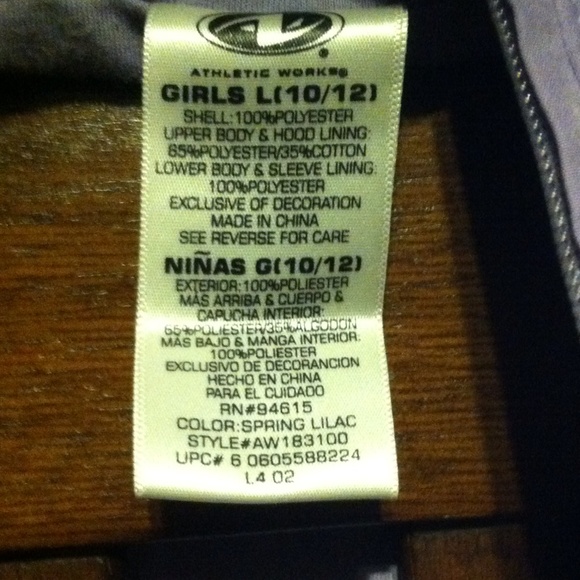 ATHLETIC WORKS®
GIRLS L(10/12)
SHELL:100%POLYESTER
UPPER BODY & HOOD LINING:
65%POLYESTER/35%COTTON
LOWER BODY & SLEEVE LINING:
100%POLYESTER
EXCLUSIVE OF DECORATION
MADE IN CHINA
SEE REVERSE FOR CARE
NIÑAS G(10/12)
EXTERIOR:100%POLIESTER
MAS ARRIBA & CUERPO &
CAPUCHA INTERIOR:
65%POLIESTER/35%ALGODON
MAS BAJO & MANGA INTERIOR:
100%POLIESTER
EXCLUSIVO DE DECORANCION
HECHO EN CHINA
PARA EL CUIDADO
RN#94615
COLOR:SPRING LILAC
STYLE#AW183100
UPC# 6 0605588224
L4 02